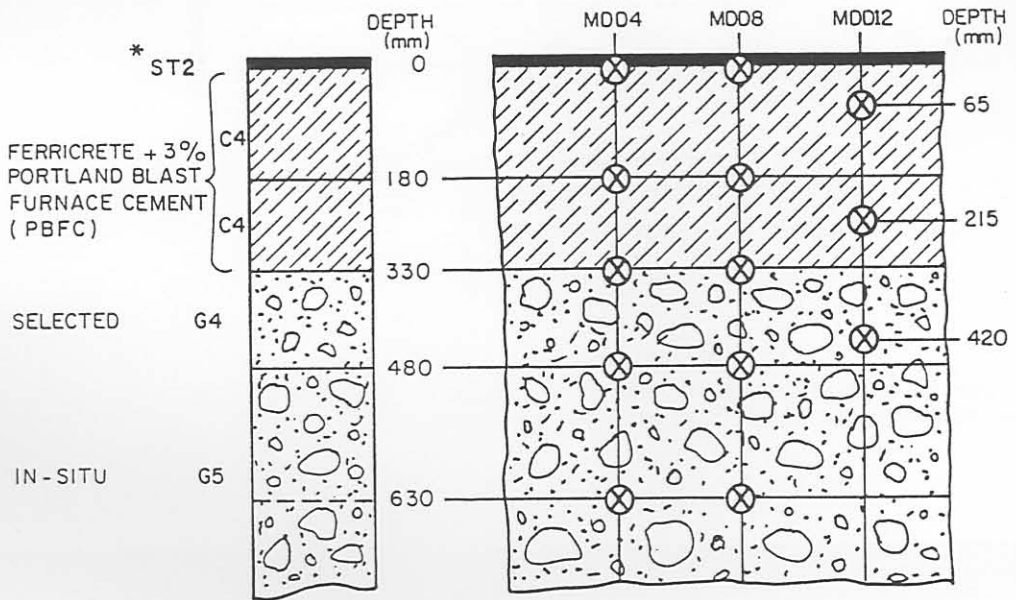 DEPTH
(mm)
0
MDD4
MDD8
MDD12
DEPTH
(mm)
* ST2
C4
FERRICRETE + 3%
PORTLAND BLAST
FURNACE CEMENT
(PBFC)
C4
65
180
215
330
SELECTED G4
420
480
IN-SITU G5
630